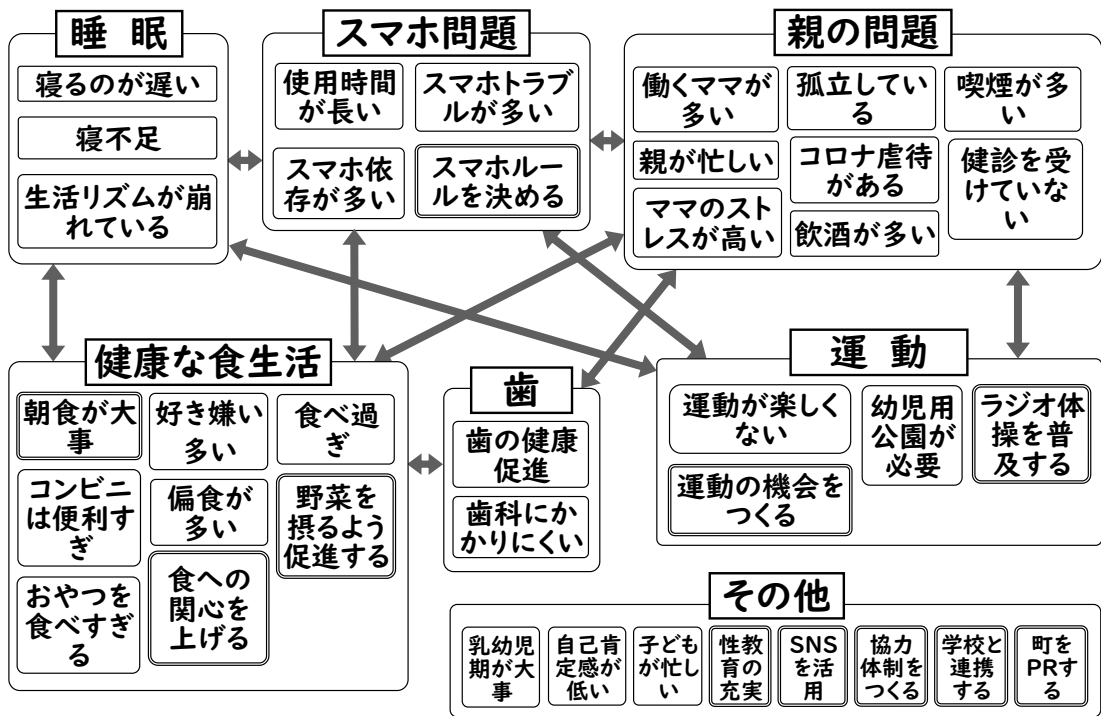 睡 眠
寝るのが遅い
寝不足
生活リズムが崩
れている
スマホ問題
使用時間
が長い
スマホトラブ
ルが多い
スマホ依
存が多い
スマホルー
ルを決める
親の問題
働くママが
多い
孤立してい
る
喫煙が多
い
親が忙しい
コロナ虐待
がある
健診を受
けていな
い
ママのスト
レスが高い
飲酒が多い
健康な食生活
朝食が大
事
好き嫌い
多い
食べ過
ぎ
コンビニ
は便利す
ぎ
偏食が
多い
野菜を
摂るよう
促進する
おやつを
食べすぎ
る
食への
関心を
上げる
歯
歯の健康
促進
歯科にか
かりにくい
運 動
運動が楽しく
ない
幼児用
公園が
必要
ラジオ体
操を普
及する
運動の機会を
つくる
その他
乳幼児
期が大
事
自己肯
定感が
低い
子ども
が忙し
い
性教
育の
充実
SNS
を活
用
協力
体制を
つくる
学校と
連携
する
町を
PRす
る